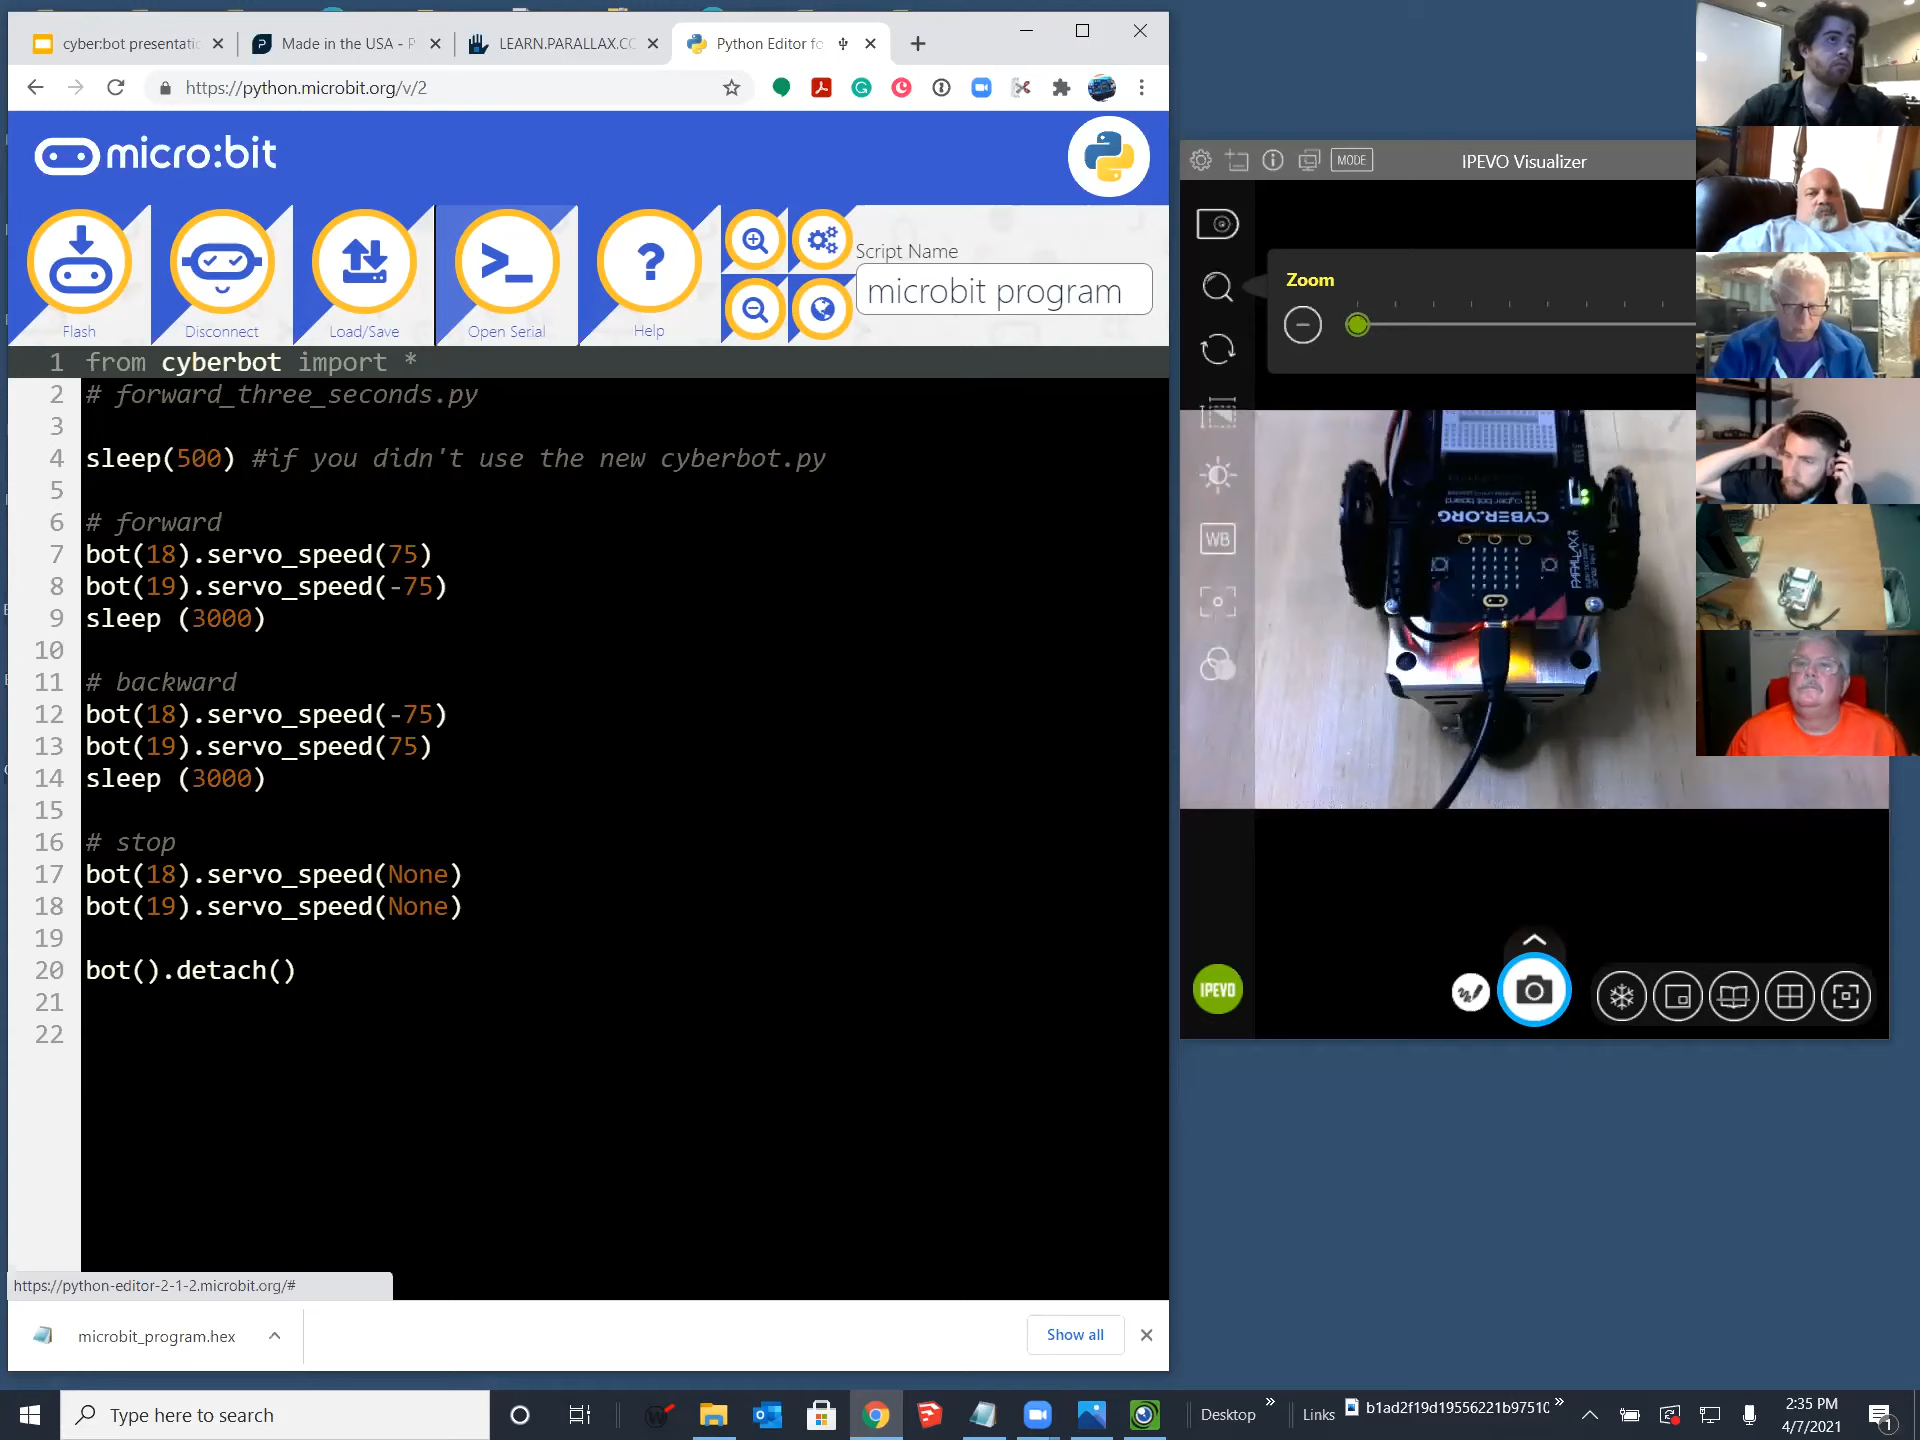 cyber:bot presentatic
Made in the USA - P
LEARN.PARALLAX.CC
Python Editor fo
https://python.microbit.org/v/2
micro:bit
Flash
Disconnect
Load/Save
Open Serial
Help
Script Name
microbit program
1 from cyberbot import *
2 # forward_three_seconds.py
3
4 sleep(500) #if you didn't use the new cyberbot.py
5
6 # forward
7 bot(18).servo_speed(75)
8 bot(19).servo_speed(-75)
9 sleep (3000)
10
11 # backward
12 bot(18).servo_speed(-75)
13 bot(19).servo_speed(75)
14 sleep (3000)
15
16 # stop
17 bot(18).servo_speed(None)
18 bot(19).servo_speed(None)
19
20 bot().detach()
21
22
https://python-editor-2-1-2.microbit.org/#
microbit_program.hex
Show all
MODE
IPEVO Visualizer
Zoom
WB
CYBER.ORG
PARALLAX
IPEVO
Type here to search
Desktop
Links
b1ad2f19d19556221b9751(
2:35 PM
4/7/2021
1